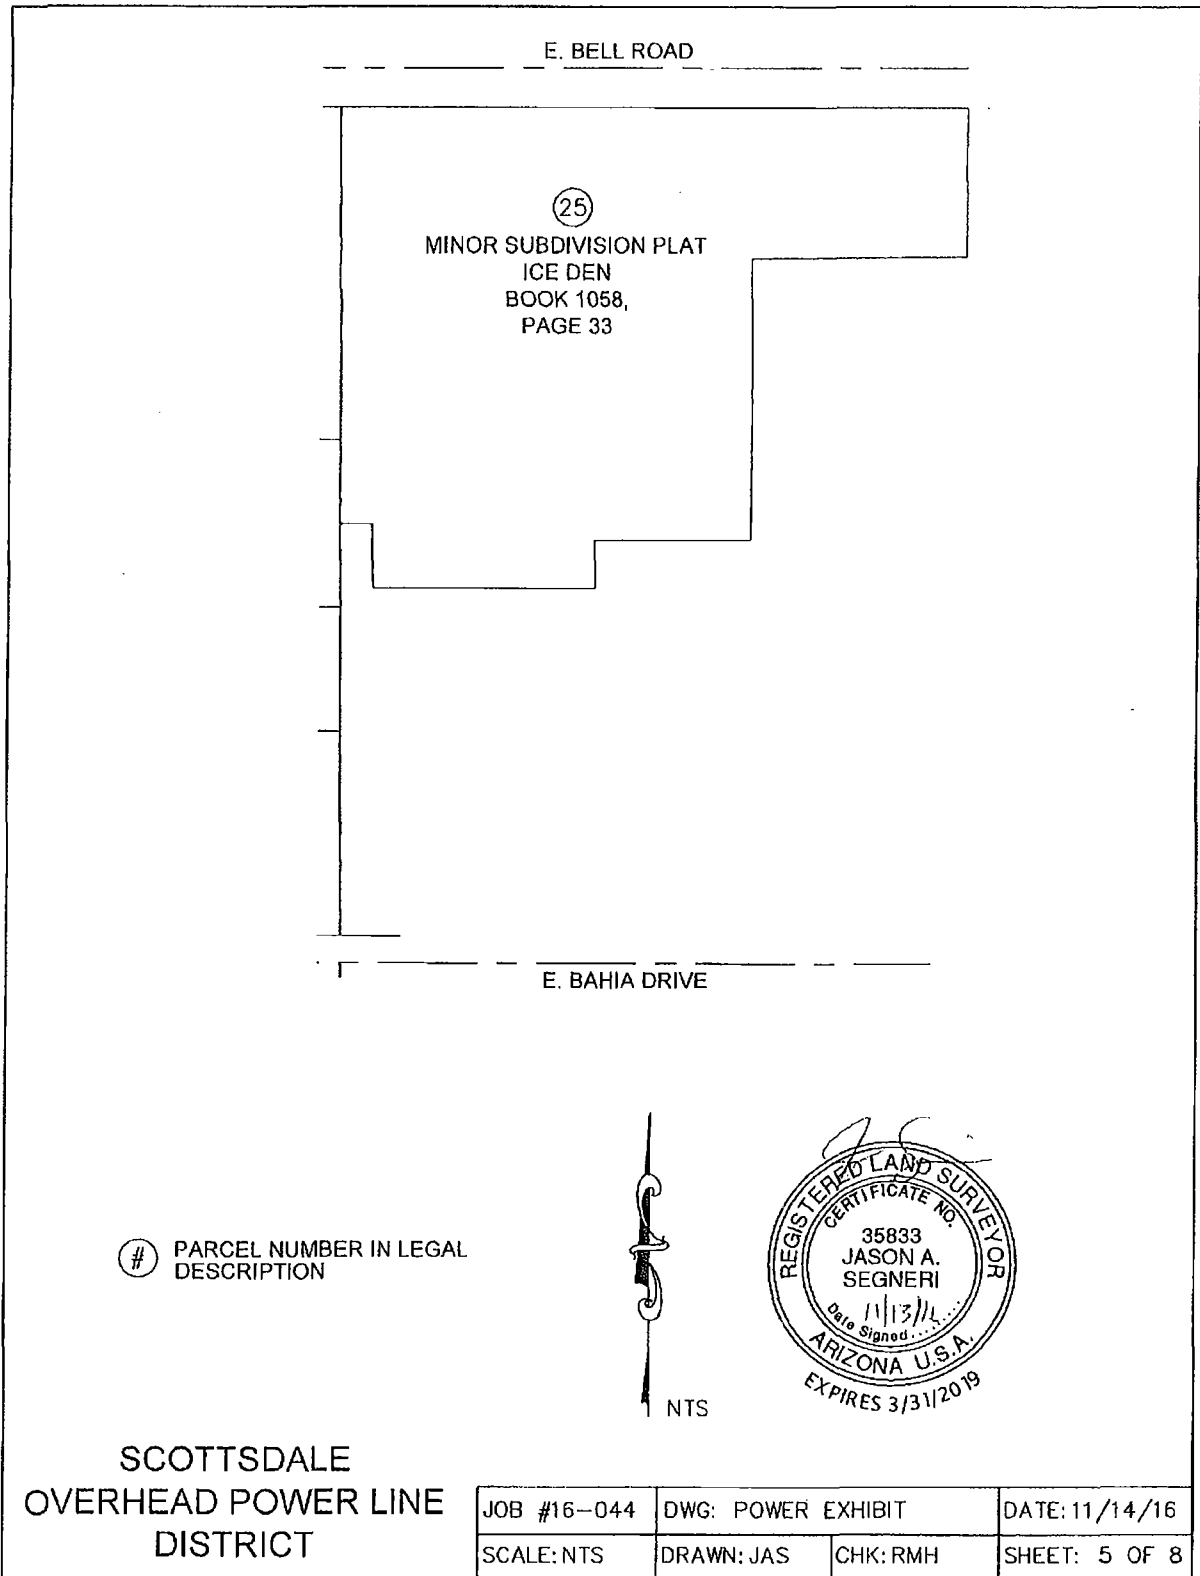 E. BELL ROAD
25
MINOR SUBDIVISION PLAT
ICE DEN
BOOK 1058,
PAGE 33
E. BAHIA DRIVE
# PARCEL NUMBER IN LEGAL
DESCRIPTION
NTS
REGISTERED LAND SURVEYOR
CERTIFICATE NO.
35833
JASON A.
SEGNERI
11/13/16
Date Signed........
ARIZONA U.S.A.
EXPIRES 3/31/2019
SCOTTSDALE
OVERHEAD POWER LINE
DISTRICT
JOB #16-044 DWG: POWER EXHIBIT DATE: 11/14/16
SCALE: NTS DRAWN: JAS CHK: RMH SHEET: 5 OF 8